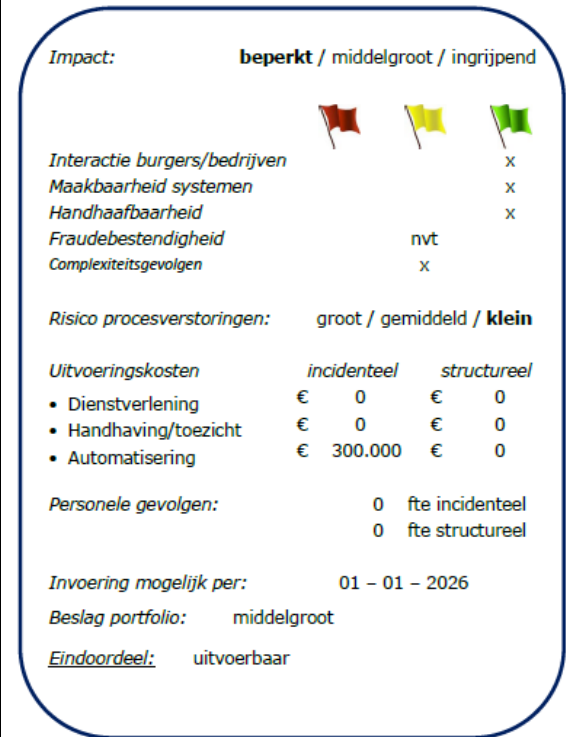 Impact: beperkt / middelgroot / ingrijpend
Interactie burgers/bedrijven x
Maakbaarheid systemen x
Handhaafbaarheid x
Fraudebestendigheid nvt
Complexiteitsgevolgen x
Risico procesverstoringen: groot / gemiddeld / klein
Uitvoeringskosten incidenteel structureel
• Dienstverlening € 0 € 0
• Handhaving/toezicht € 0 € 0
• Automatisering € 300.000 € 0
Personele gevolgen: 0 fte incidenteel
0 fte structureel
Invoering mogelijk per: 01 – 01 – 2026
Beslag portfolio: middelgroot
Eindoordeel: uitvoerbaar